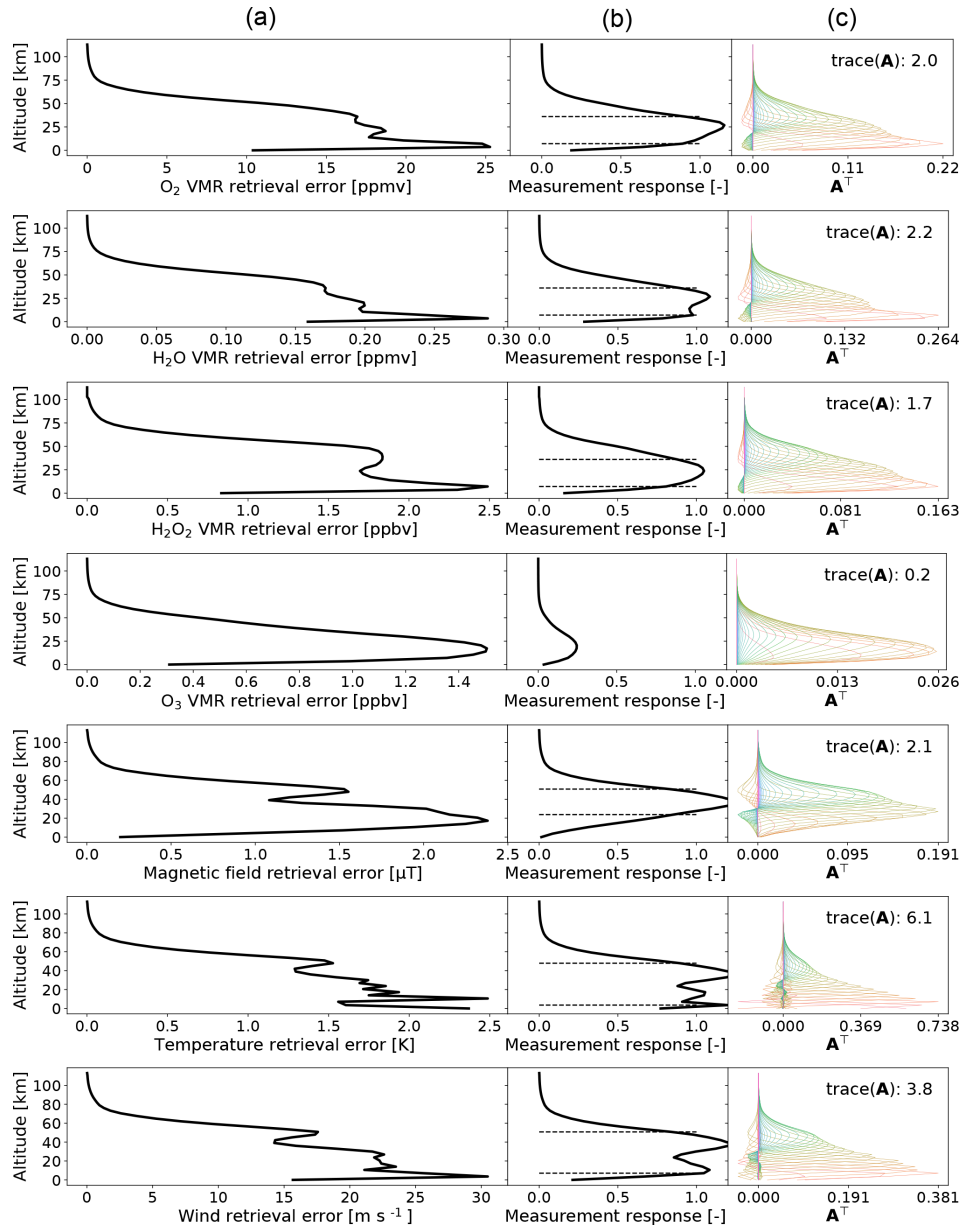 (a) (b) (c)
Altitude [km]
100
75
50
25
0
trace(A): 2.0
0 5 10 15 20 25
0.0 0.5 1.0
0.00 0.11 0.22
O₂ VMR retrieval error [ppmv] Measurement response [-] A⊤
Altitude [km]
100
75
50
25
0
trace(A): 2.2
0.00 0.05 0.10 0.15 0.20 0.25 0.30
0.0 0.5 1.0
0.000 0.132 0.264
H₂O VMR retrieval error [ppmv] Measurement response [-] A⊤
Altitude [km]
100
75
50
25
0
trace(A): 1.7
0.0 0.5 1.0 1.5 2.0 2.5
0.0 0.5 1.0
0.000 0.081 0.163
H₂O₂ VMR retrieval error [ppbv] Measurement response [-] A⊤
Altitude [km]
100
75
50
25
0
trace(A): 0.2
0.0 0.2 0.4 0.6 0.8 1.0 1.2 1.4
0.0 0.5 1.0
0.000 0.013 0.026
O₃ VMR retrieval error [ppbv] Measurement response [-] A⊤
Altitude [km]
100
80
60
40
20
0
trace(A): 2.1
0.0 0.5 1.0 1.5 2.0 2.5
0.0 0.5 1.0
0.000 0.095 0.191
Magnetic field retrieval error [µT] Measurement response [-] A⊤
Altitude [km]
100
80
60
40
20
0
trace(A): 6.1
0.0 0.5 1.0 1.5 2.0 2.5
0.0 0.5 1.0
0.000 0.369 0.738
Temperature retrieval error [K] Measurement response [-] A⊤
Altitude [km]
100
80
60
40
20
0
trace(A): 3.8
0 5 10 15 20 25 30
0.0 0.5 1.0
0.000 0.191 0.381
Wind retrieval error [m s⁻¹] Measurement response [-] A⊤